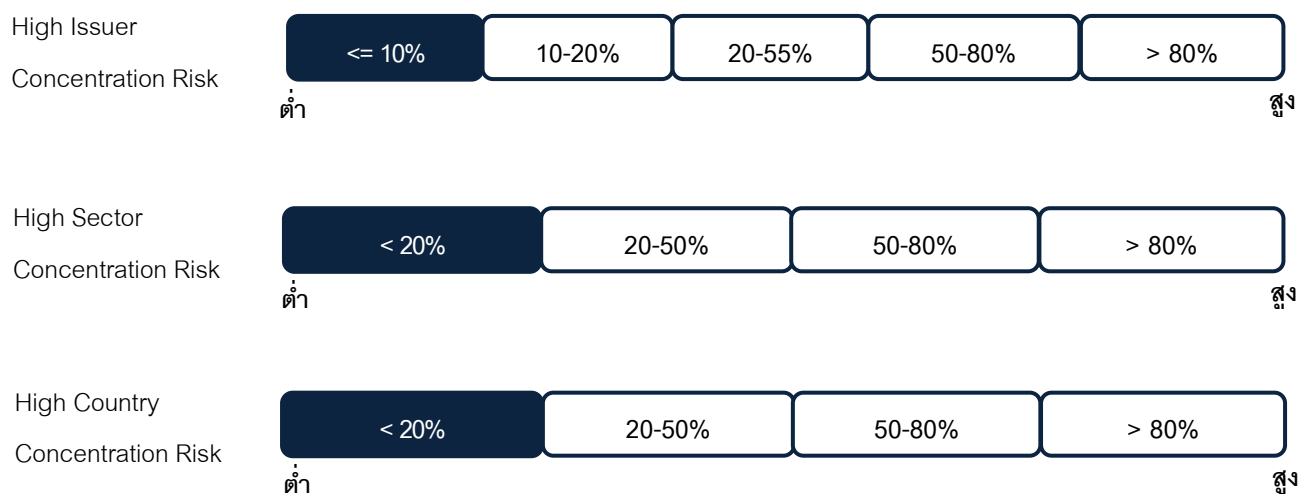 High Issuer
Concentration Risk
<= 10% 10-20% 20-55% 50-80% > 80%
ต่ำ สูง
High Sector
Concentration Risk
< 20% 20-50% 50-80% > 80%
ต่ำ สูง
High Country
Concentration Risk
< 20% 20-50% 50-80% > 80%
ต่ำ สูง